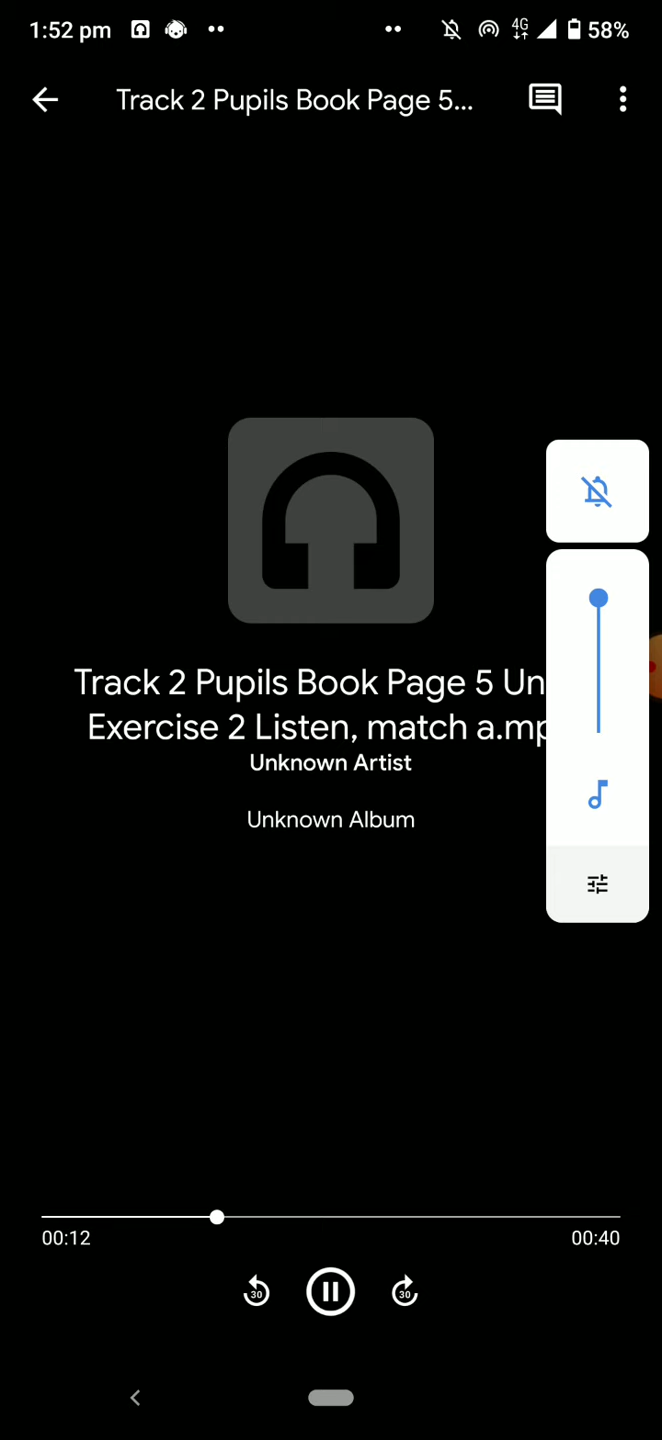 1:52 pm 4G 58%
Track 2 Pupils Book Page 5...
Track 2 Pupils Book Page 5 Un
Exercise 2 Listen, match a.mp
Unknown Artist
Unknown Album
00:12 00:40
30 30